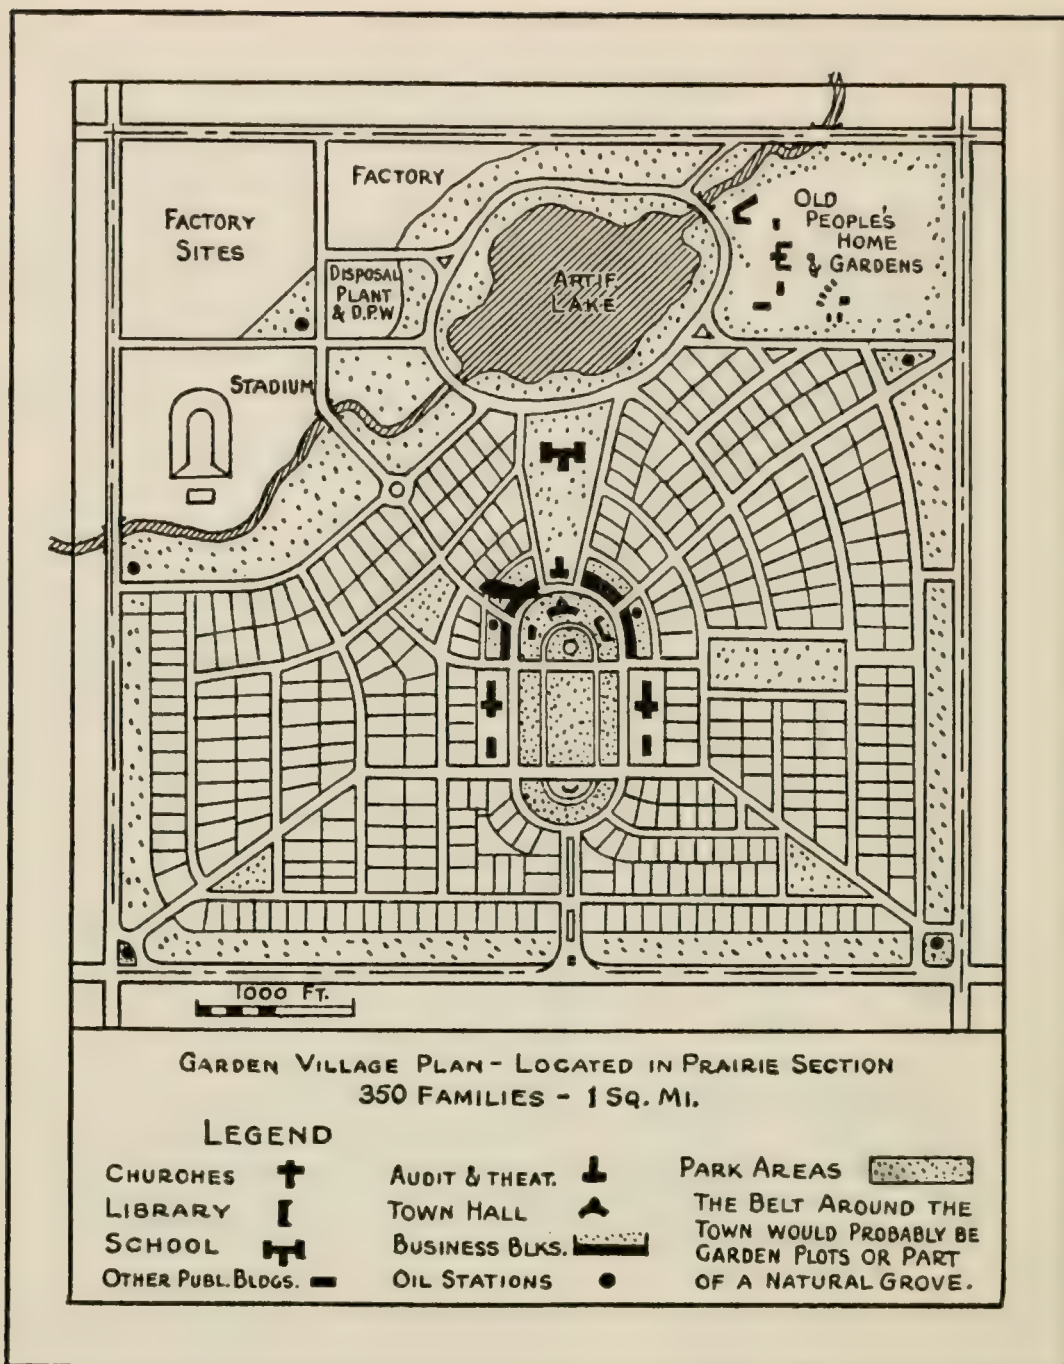 FACTORY
FACTORY
SITES
OLD
PEOPLE'S
HOME
& GARDENS
DISPOSAL
PLANT
& D.P.W
ARTIF.
LAKE
STADIUM
1000 FT.
GARDEN VILLAGE PLAN - LOCATED IN PRAIRIE SECTION
350 FAMILIES - 1 SQ. MI.
LEGEND
CHURCHES
LIBRARY
SCHOOL
OTHER PUBL. BLDGS.
AUDIT & THEAT.
TOWN HALL
BUSINESS BLKS.
OIL STATIONS
PARK AREAS
THE BELT AROUND THE
TOWN WOULD PROBABLY BE
GARDEN PLOTS OR PART
OF A NATURAL GROVE.